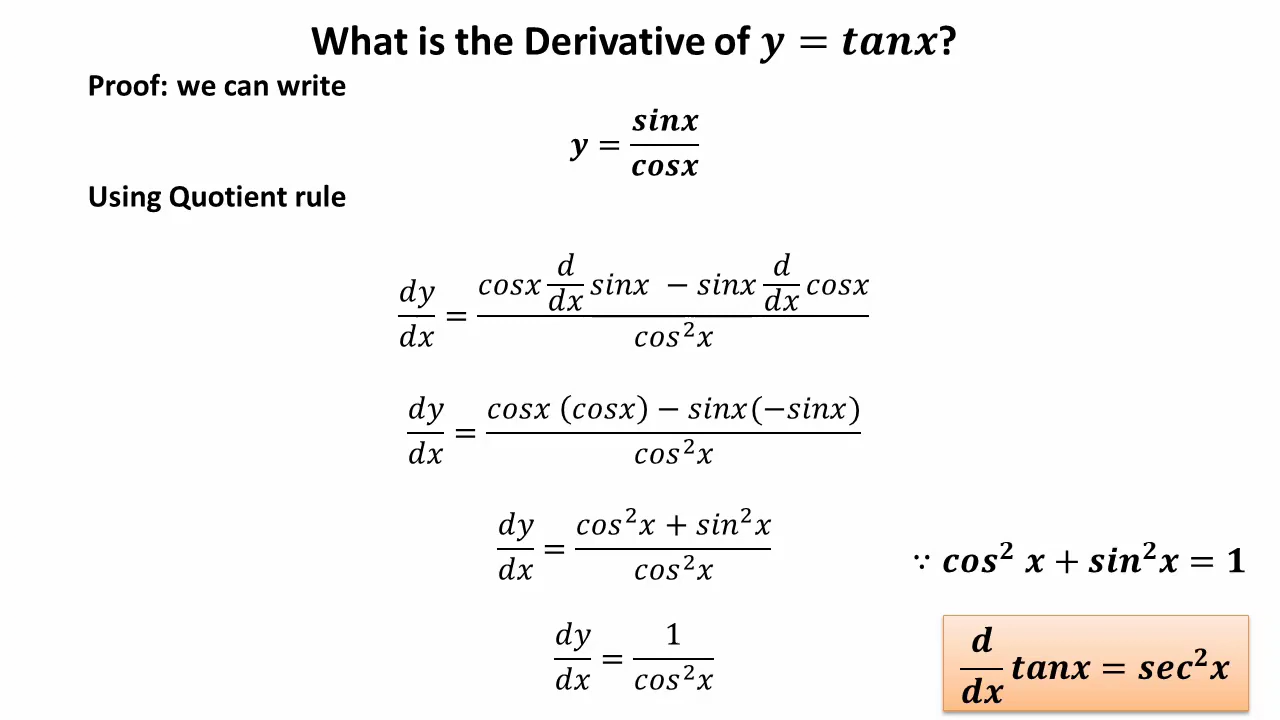 What is the Derivative of y = tanx?
Proof: we can write
y = sinx/cosx
Using Quotient rule
dy/dx = (cosx d/dx sinx − sinx d/dx cosx)/cos²x
dy/dx = (cosx (cosx) − sinx(−sinx))/cos²x
dy/dx = (cos²x + sin²x)/cos²x
∵ cos² x + sin²x = 1
dy/dx = 1/cos²x
d/dx tanx = sec²x